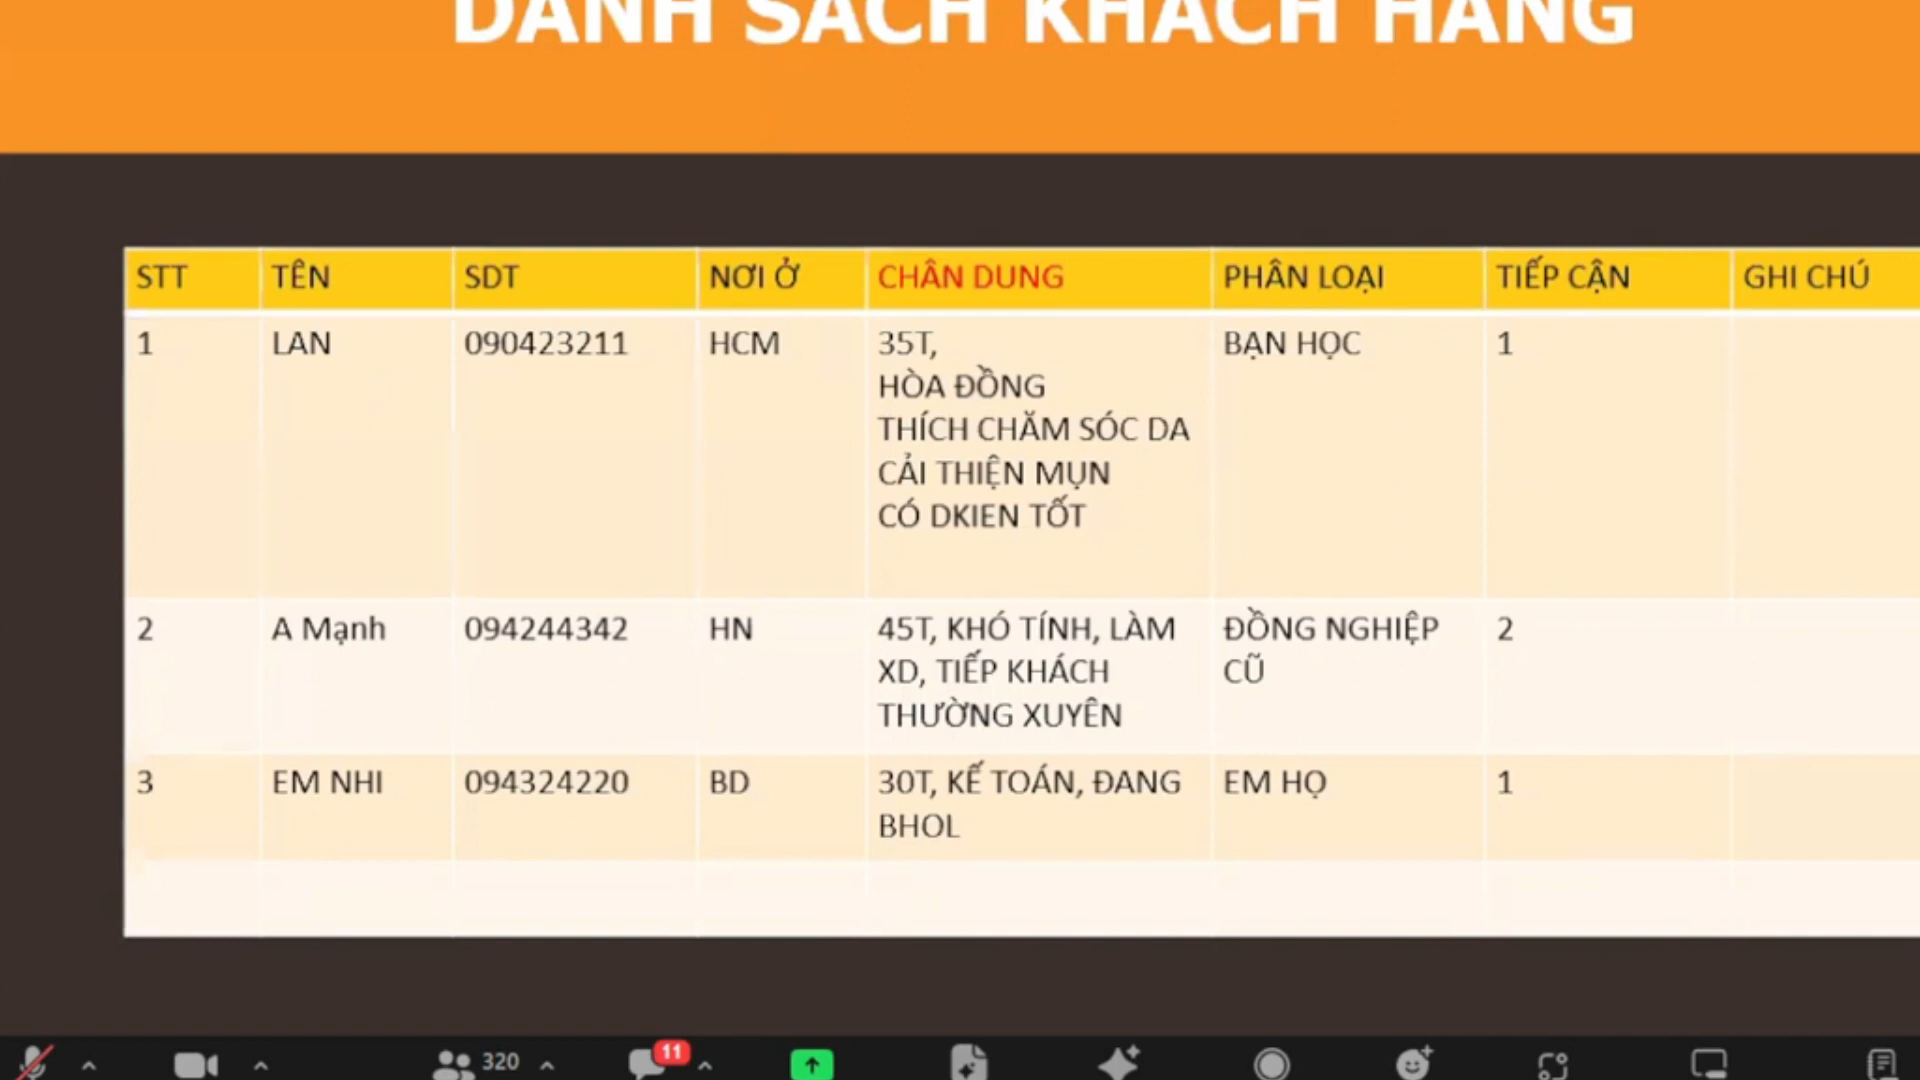 DANH SÁCH KHÁCH HÀNG
STT TÊN SDT NƠI Ở CHÂN DUNG PHÂN LOẠI TIẾP CẬN GHI CHÚ
1 LAN 090423211 HCM 35T, BẠN HỌC 1
HÒA ĐỒNG
THÍCH CHĂM SÓC DA
CẢI THIỆN MỤN
CÓ DKIEN TỐT
2 A Mạnh 094244342 HN 45T, KHÓ TÍNH, LÀM ĐỒNG NGHIỆP 2
XD, TIẾP KHÁCH CŨ
THƯỜNG XUYÊN
3 EM NHI 094324220 BD 30T, KẾ TOÁN, ĐANG EM HỌ 1
BHOL
320 11